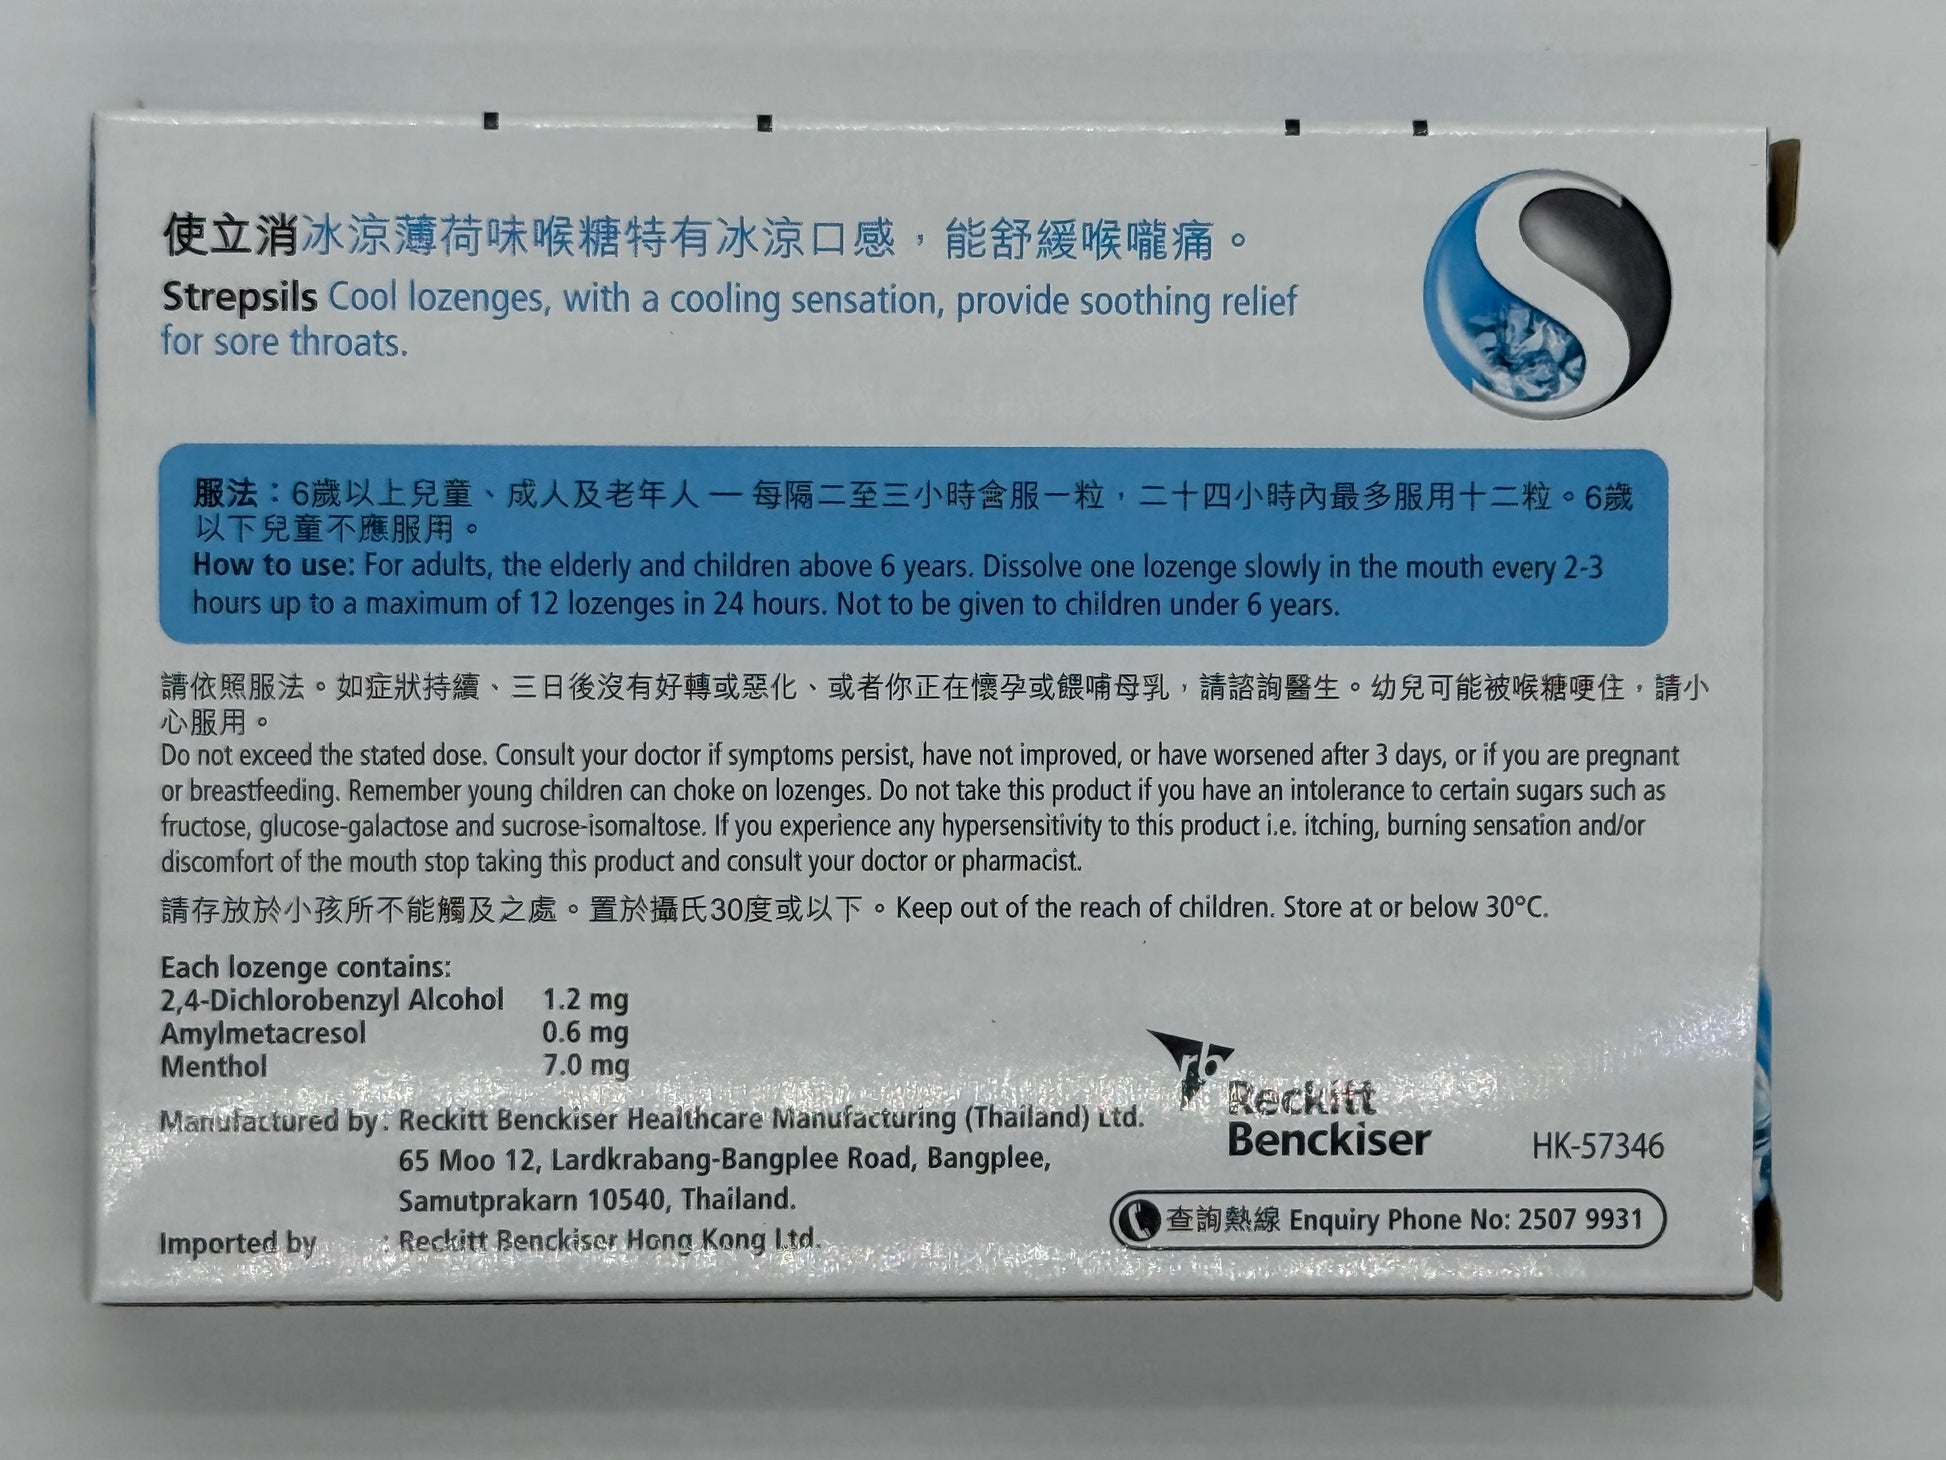 使立消冰涼薄荷味喉糖特有冰涼口感，能舒緩喉嚨痛。
Strepsils Cool lozenges, with a cooling sensation, provide soothing relief
for sore throats.
服法：6歲以上兒童、成人及老年人 — 每隔二至三小時含服一粒，二十四小時內最多服用十二粒。6歲
以下兒童不應服用。
How to use: For adults, the elderly and children above 6 years. Dissolve one lozenge slowly in the mouth every 2-3
hours up to a maximum of 12 lozenges in 24 hours. Not to be given to children under 6 years.
請依照服法。如症狀持續、三日後沒有好轉或惡化、或者你正在懷孕或餵哺母乳，請諮詢醫生。幼兒可能被喉糖哽住，請小
心服用。
Do not exceed the stated dose. Consult your doctor if symptoms persist, have not improved, or have worsened after 3 days, or if you are pregnant
or breastfeeding. Remember young children can choke on lozenges. Do not take this product if you have an intolerance to certain sugars such as
fructose, glucose-galactose and sucrose-isomaltose. If you experience any hypersensitivity to this product i.e. itching, burning sensation and/or
discomfort of the mouth stop taking this product and consult your doctor or pharmacist.
請存放於小孩所不能觸及之處。置於攝氏30度或以下。Keep out of the reach of children. Store at or below 30°C.
Each lozenge contains:
2,4-Dichlorobenzyl Alcohol 1.2 mg
Amylmetacresol 0.6 mg
Menthol 7.0 mg
Manufactured by: Reckitt Benckiser Healthcare Manufacturing (Thailand) Ltd.
65 Moo 12, Lardkrabang-Bangplee Road, Bangplee,
Samutprakarn 10540, Thailand.
Imported by : Reckitt Benckiser Hong Kong Ltd.
rb
Reckitt
Benckiser
HK-57346
查詢熱線 Enquiry Phone No: 2507 9931